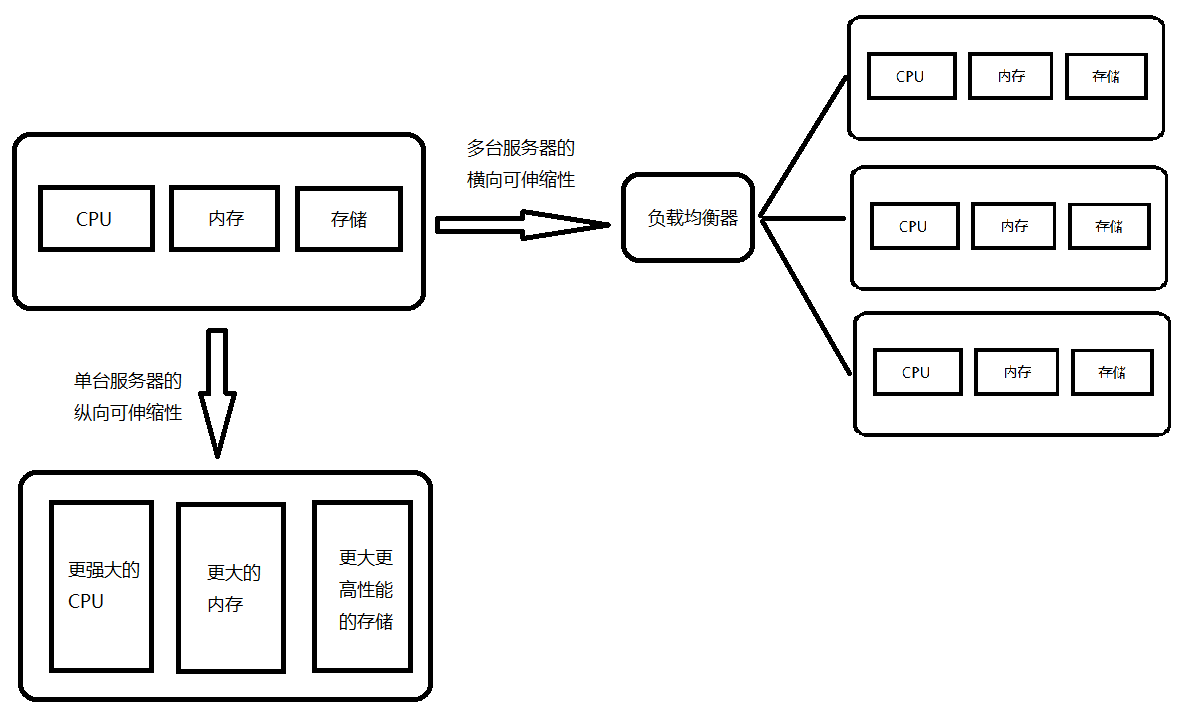 CPU
内存
存储
多台服务器的
横向可伸缩性
负载均衡器
CPU
内存
存储
CPU
内存
存储
CPU
内存
存储
单台服务器的
纵向可伸缩性
更强大的
CPU
更大的
内存
更大更
高性能
的存储